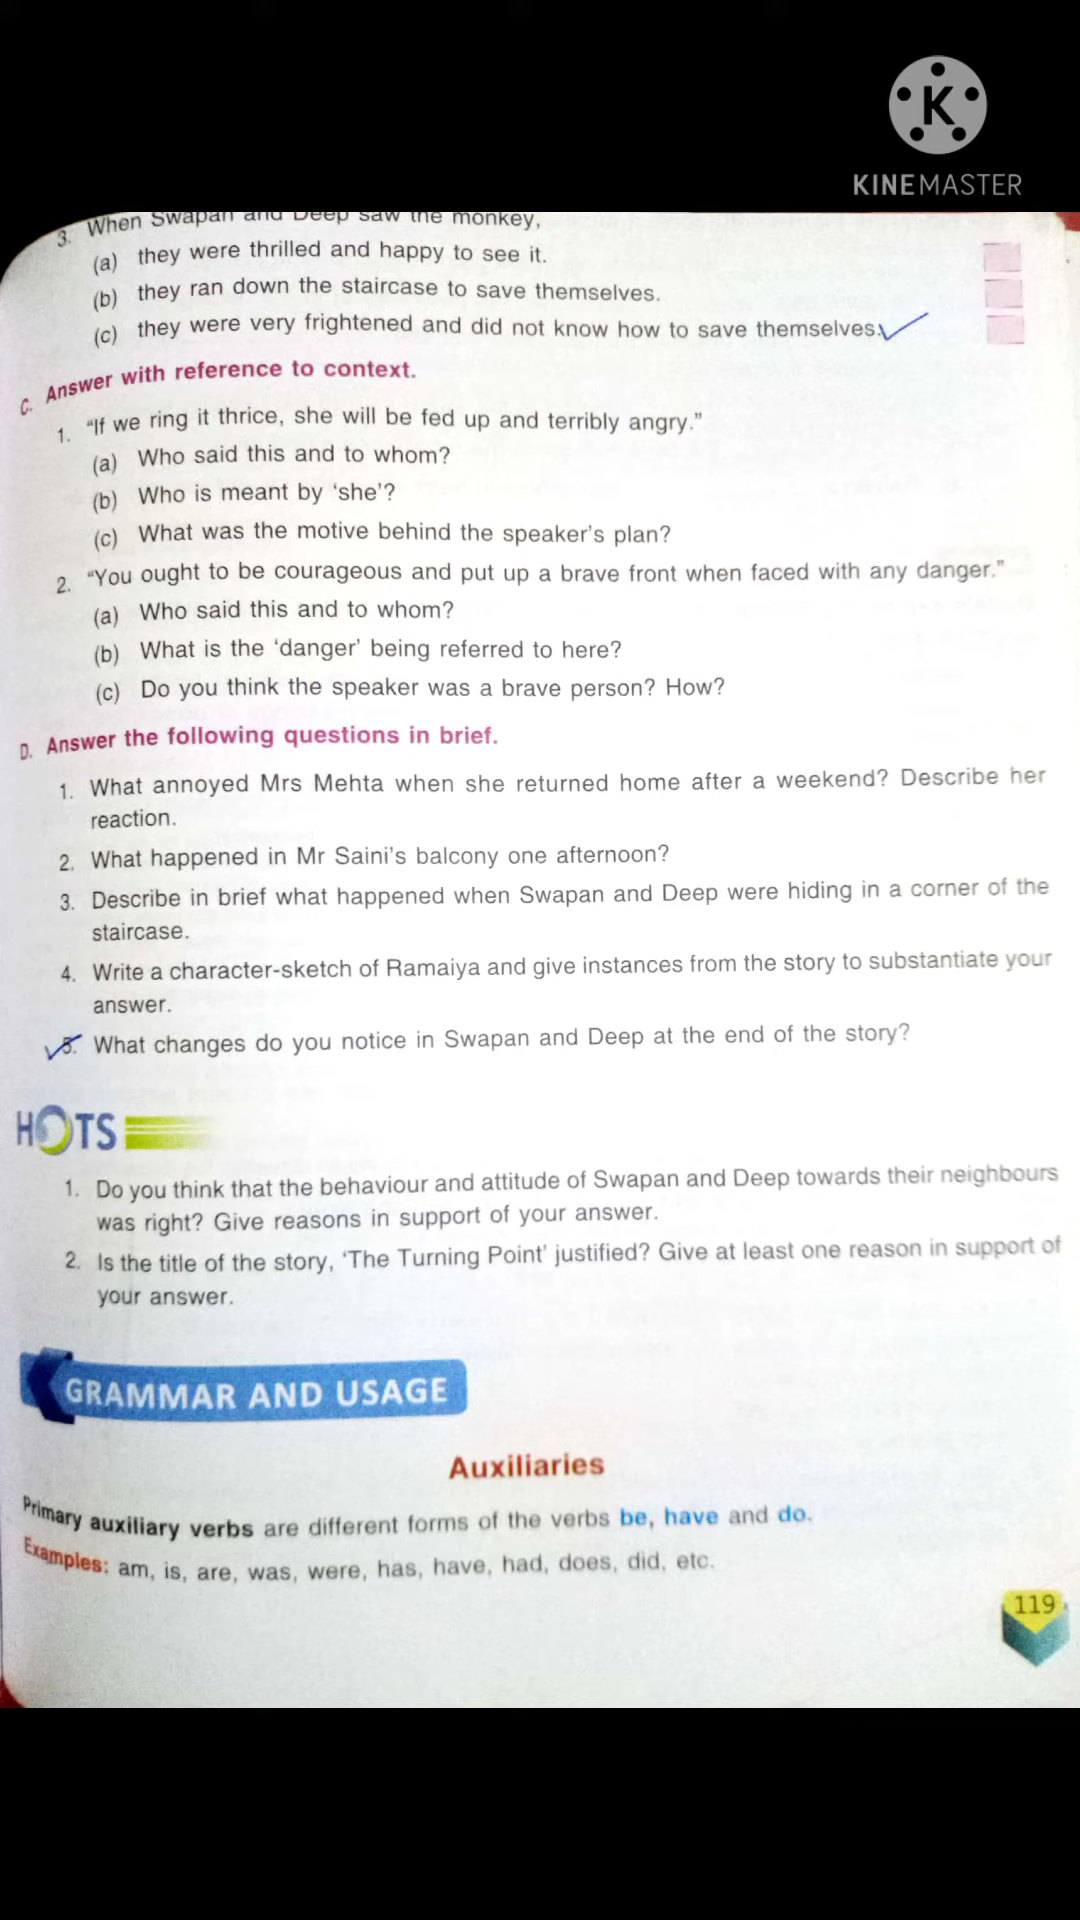 K
KINEMASTER
3. When Swapan and Deep saw the monkey,
(a) they were thrilled and happy to see it.
(b) they ran down the staircase to save themselves.
(c) they were very frightened and did not know how to save themselves.
C. Answer with reference to context.
1. “If we ring it thrice, she will be fed up and terribly angry.”
(a) Who said this and to whom?
(b) Who is meant by ‘she’?
(c) What was the motive behind the speaker’s plan?
2. “You ought to be courageous and put up a brave front when faced with any danger.”
(a) Who said this and to whom?
(b) What is the ‘danger’ being referred to here?
(c) Do you think the speaker was a brave person? How?
D. Answer the following questions in brief.
1. What annoyed Mrs Mehta when she returned home after a weekend? Describe her
reaction.
2. What happened in Mr Saini’s balcony one afternoon?
3. Describe in brief what happened when Swapan and Deep were hiding in a corner of the
staircase.
4. Write a character-sketch of Ramaiya and give instances from the story to substantiate your
answer.
5. What changes do you notice in Swapan and Deep at the end of the story?
HOTS
1. Do you think that the behaviour and attitude of Swapan and Deep towards their neighbours
was right? Give reasons in support of your answer.
2. Is the title of the story, ‘The Turning Point’ justified? Give at least one reason in support of
your answer.
GRAMMAR AND USAGE
Auxiliaries
Primary auxiliary verbs are different forms of the verbs be, have and do.
Examples: am, is, are, was, were, has, have, had, does, did, etc.
119